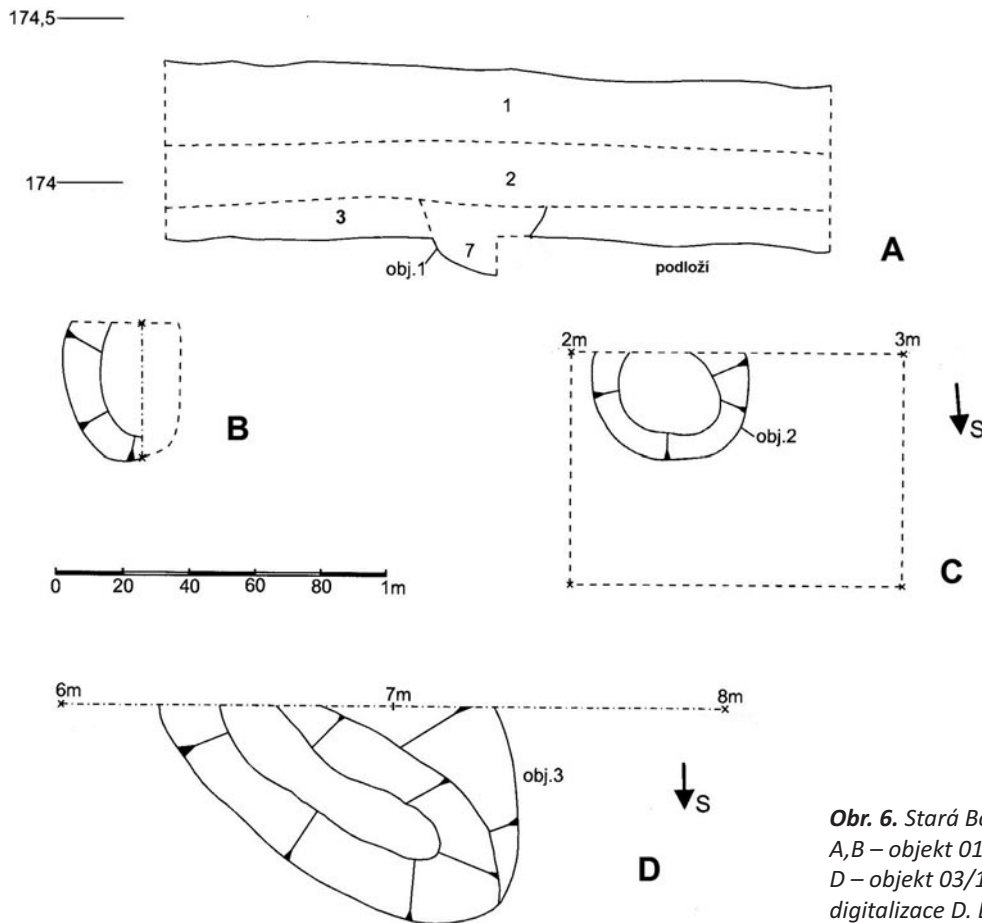 174,5
1
174
2
3
7
obj.1
podloží
A
B
2m
3m
obj.2
S
C
0 20 40 60 80 1m
6m
7m
8m
obj.3
S
D
Obr. 6. Stará
A,B – objekt 01
D – objekt 03/1
digitalizace D.